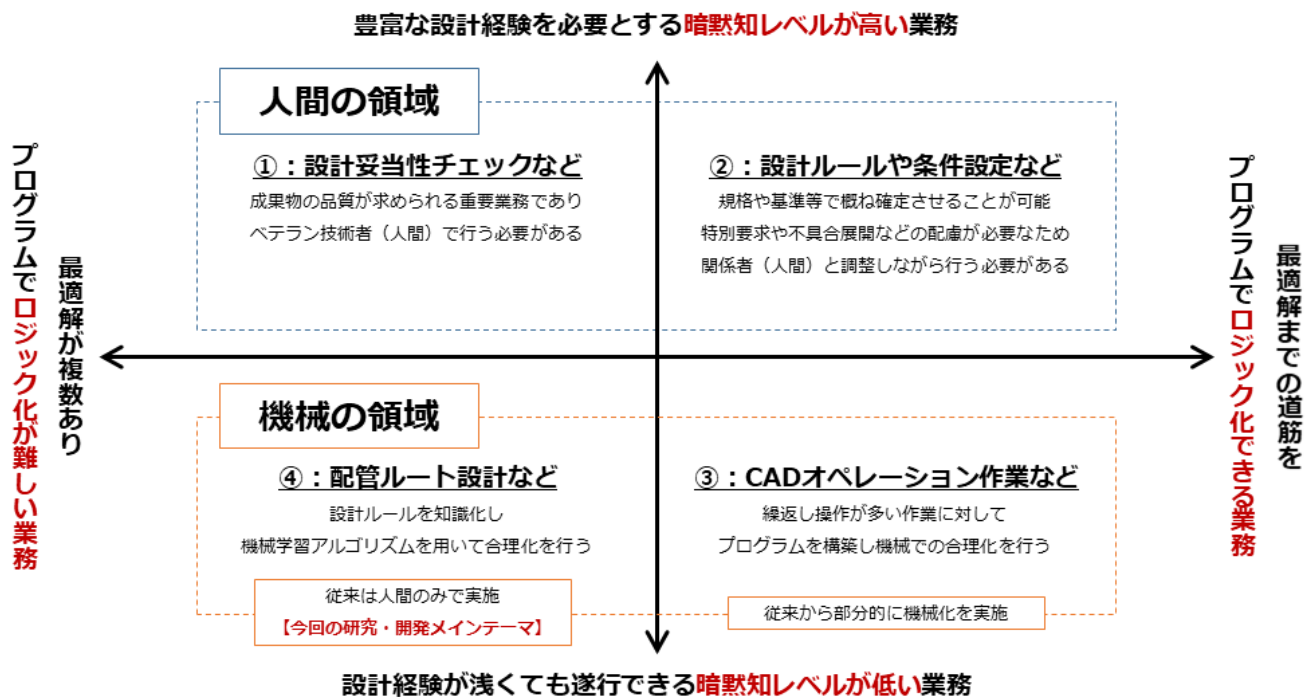 豊富な設計経験を必要とする暗黙知レベルが高い業務
人間の領域
①:設計妥当性チェックなど
成果物の品質が求められる重要業務であり
ベテラン技術者(人間)で行う必要がある
②:設計ルールや条件設定など
規格や基準等で概ね確定させることが可能
特別要求や不具合展開などの配慮が必要なため
関係者(人間)と調整しながら行う必要がある
最適解が複数あり
プログラムでロジック化が難しい業務
最適解までの道筋を
プログラムでロジック化できる業務
機械の領域
④:配管ルート設計など
設計ルールを知識化し
機械学習アルゴリズムを用いて合理化を行う
従来は人間のみで実施
【今回の研究・開発メインテーマ】
③:CADオペレーション作業など
繰返し操作が多い作業に対して
プログラムを構築し機械での合理化を行う
従来から部分的に機械化を実施
設計経験が浅くても遂行できる暗黙知レベルが低い業務